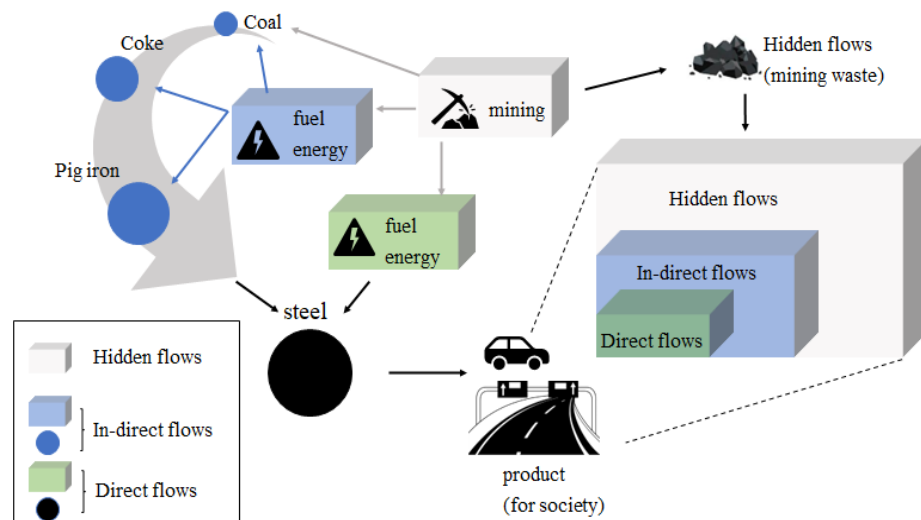 Coal
Coke
Pig iron
fuel
energy
mining
Hidden flows
(mining waste)
fuel
energy
steel
Hidden flows
In-direct flows
Direct flows
product
(for society)
Hidden flows
In-direct flows
Direct flows